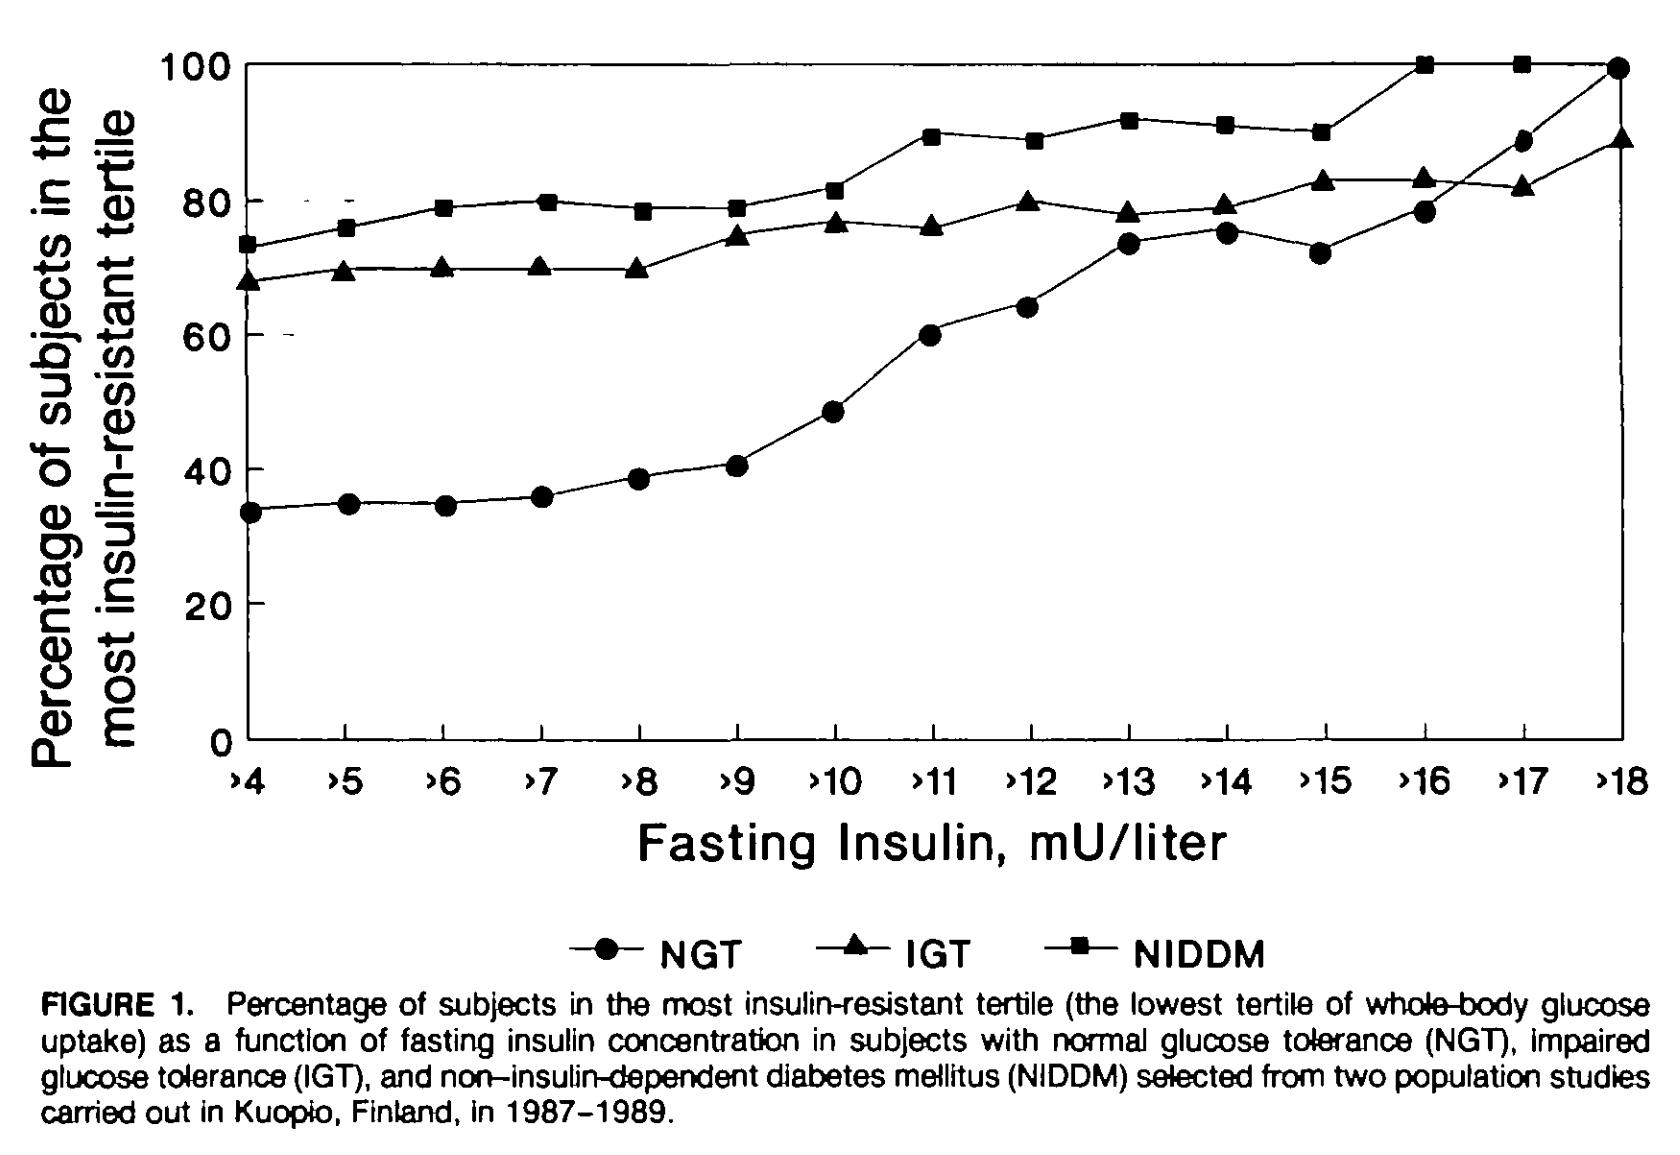 Percentage of subjects in the
most insulin-resistant tertile
100
80
60
40
20
0
>4 >5 >6 >7 >8 >9 >10 >11 >12 >13 >14 >15 >16 >17 >18
Fasting Insulin, mU/liter
NGT IGT NIDDM
FIGURE 1. Percentage of subjects in the most insulin-resistant tertile (the lowest tertile of whole-body glucose
uptake) as a function of fasting insulin concentration in subjects with normal glucose tolerance (NGT), impaired
glucose tolerance (IGT), and non-insulin-dependent diabetes mellitus (NIDDM) selected from two population studies
carried out in Kuopio, Finland, in 1987–1989.